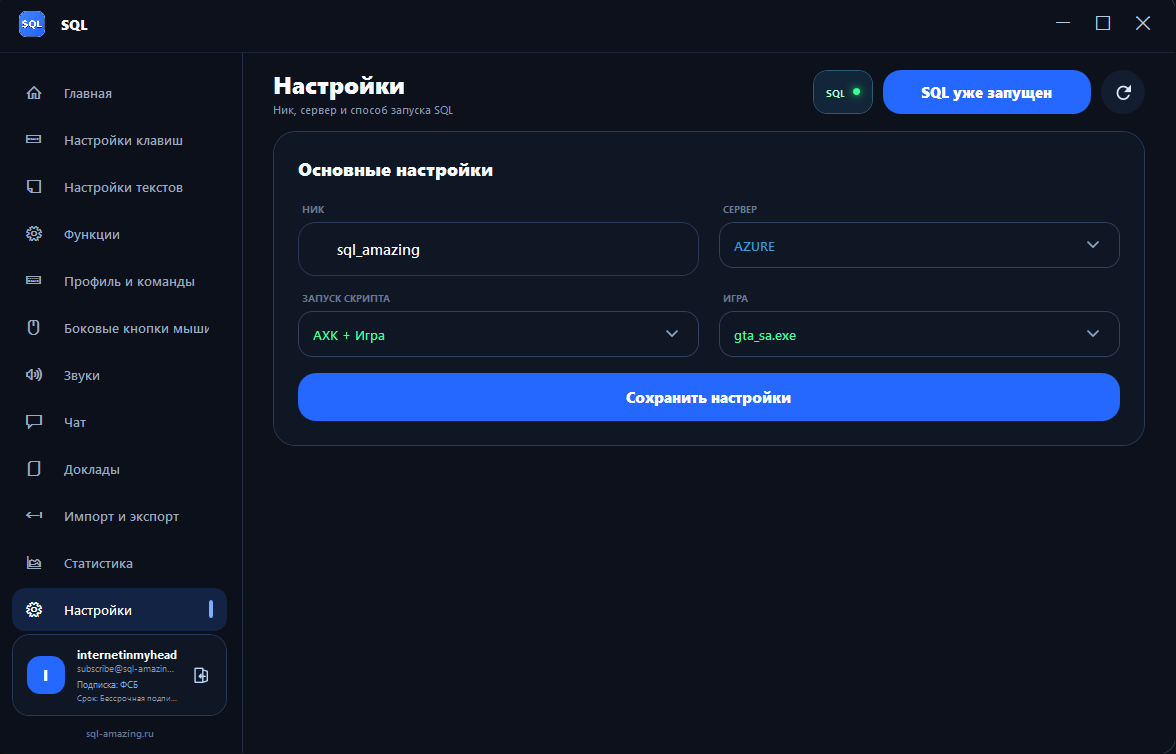 SQL
SQL
Главная
Настройки клавиш
Настройки текстов
Функции
Профиль и команды
Боковые кнопки мыши
Звуки
Чат
Доклады
Импорт и экспорт
Статистика
Настройки
I
internetinmyhead
subscribe@sql-amazin...
Подписка: ФСБ
Срок: Бессрочная подпи...
sql-amazing.ru
Настройки
Ник, сервер и способ запуска SQL
SQL
SQL уже запущен
Основные настройки
НИК
СЕРВЕР
sql_amazing
AZURE
ЗАПУСК СКРИПТА
ИГРА
АХК + Игра
gta_sa.exe
Сохранить настройки